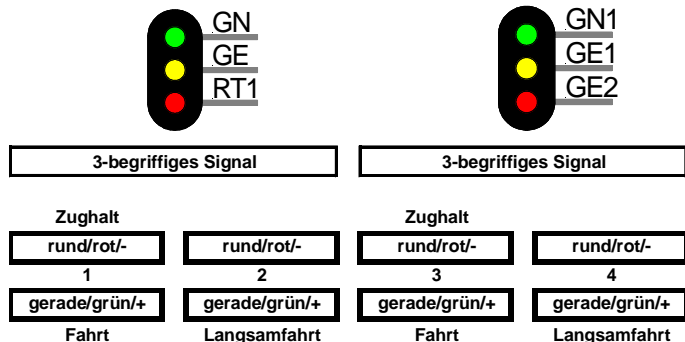 GN
GE
RT1
GN1
GE1
GE2
3-begriffiges Signal
3-begriffiges Signal
Zughalt
Zughalt
rund/rot/-
rund/rot/-
rund/rot/-
rund/rot/-
1
2
3
4
gerade/grün/+
gerade/grün/+
gerade/grün/+
gerade/grün/+
Fahrt
Langsamfahrt
Fahrt
Langsamfahrt